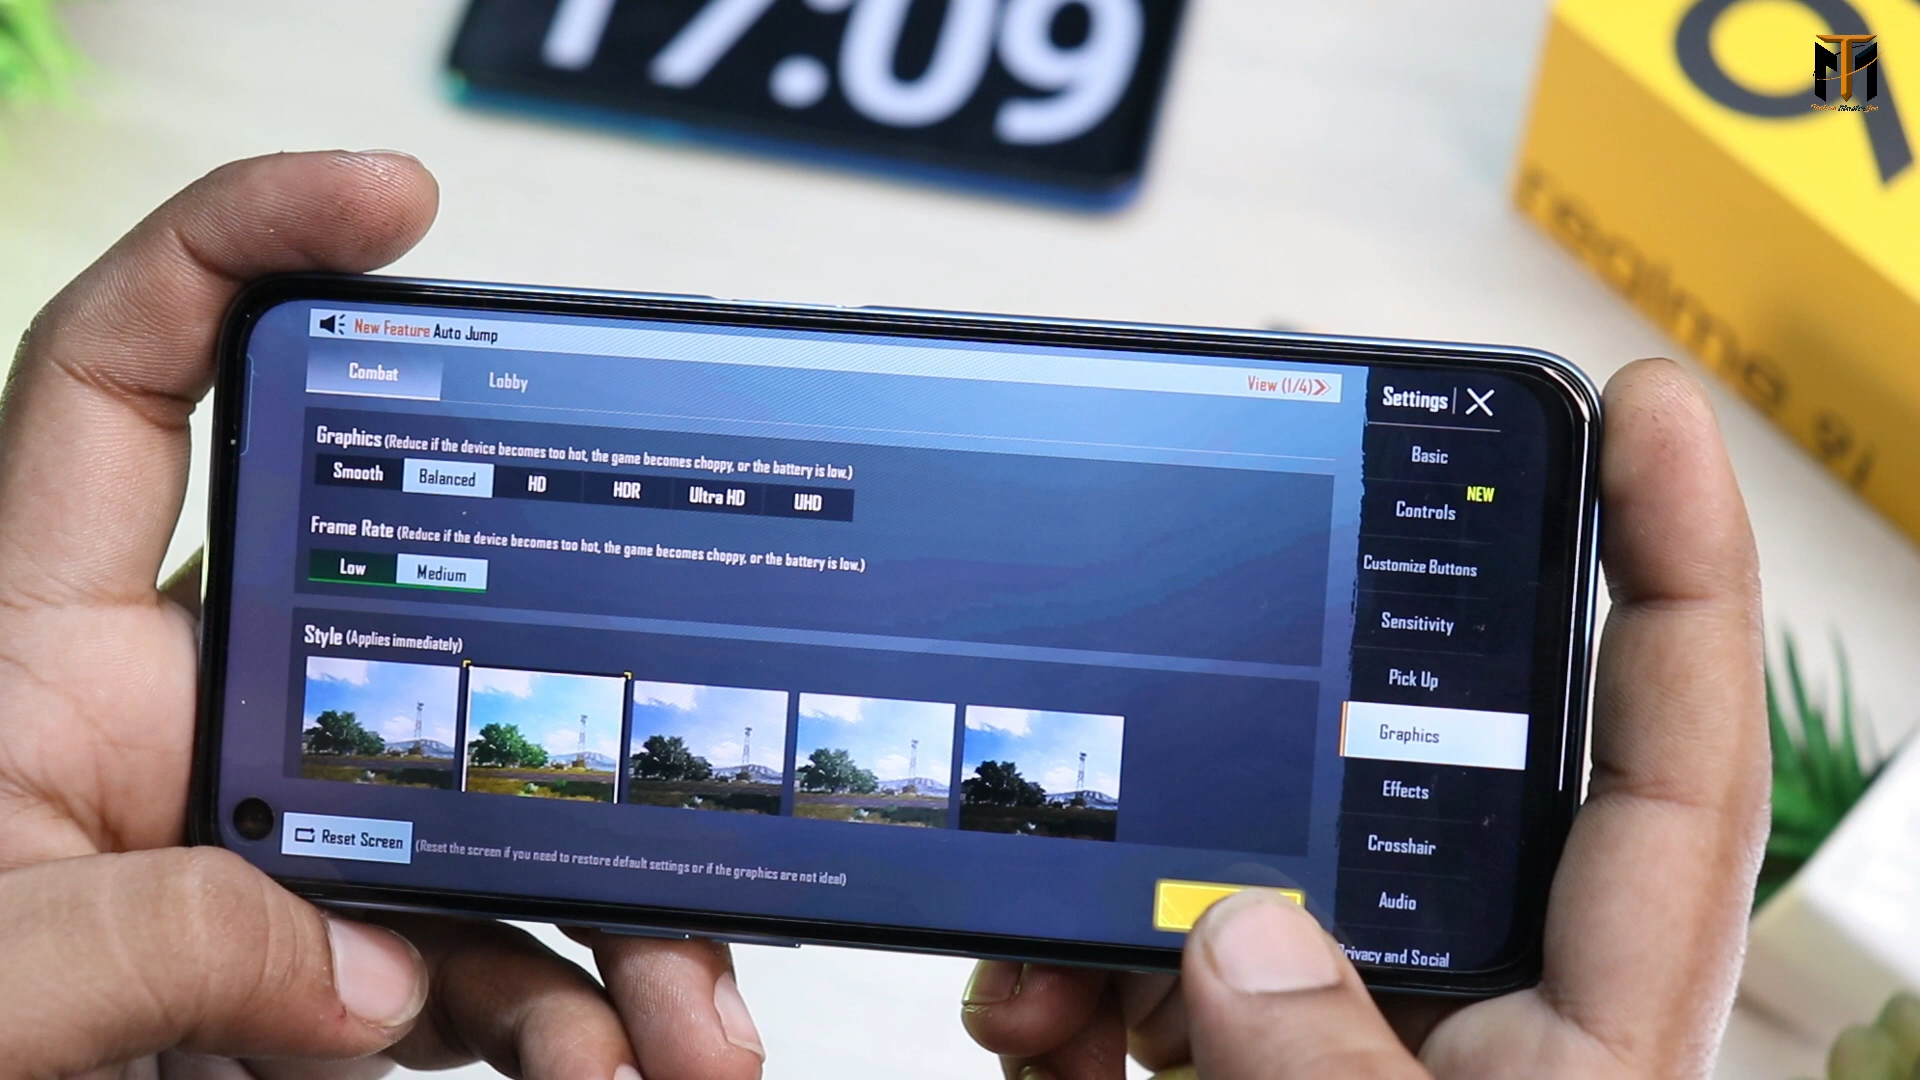 17:09
9
realme 9i
New Feature Auto Jump
View (1/4)
Combat
Lobby
Graphics (Reduce if the device becomes too hot, the game becomes choppy, or the battery is low.)
Smooth
Balanced
HD
HDR
Ultra HD
UHD
Frame Rate (Reduce if the device becomes too hot, the game becomes choppy, or the battery is low.)
Low
Medium
Style (Applies immediately)
Reset Screen
(Reset the screen if you need to restore default settings or if the graphics are not ideal)
Settings
Basic
NEW
Controls
Customize Buttons
Sensitivity
Pick Up
Graphics
Effects
Crosshair
Audio
Privacy and Social